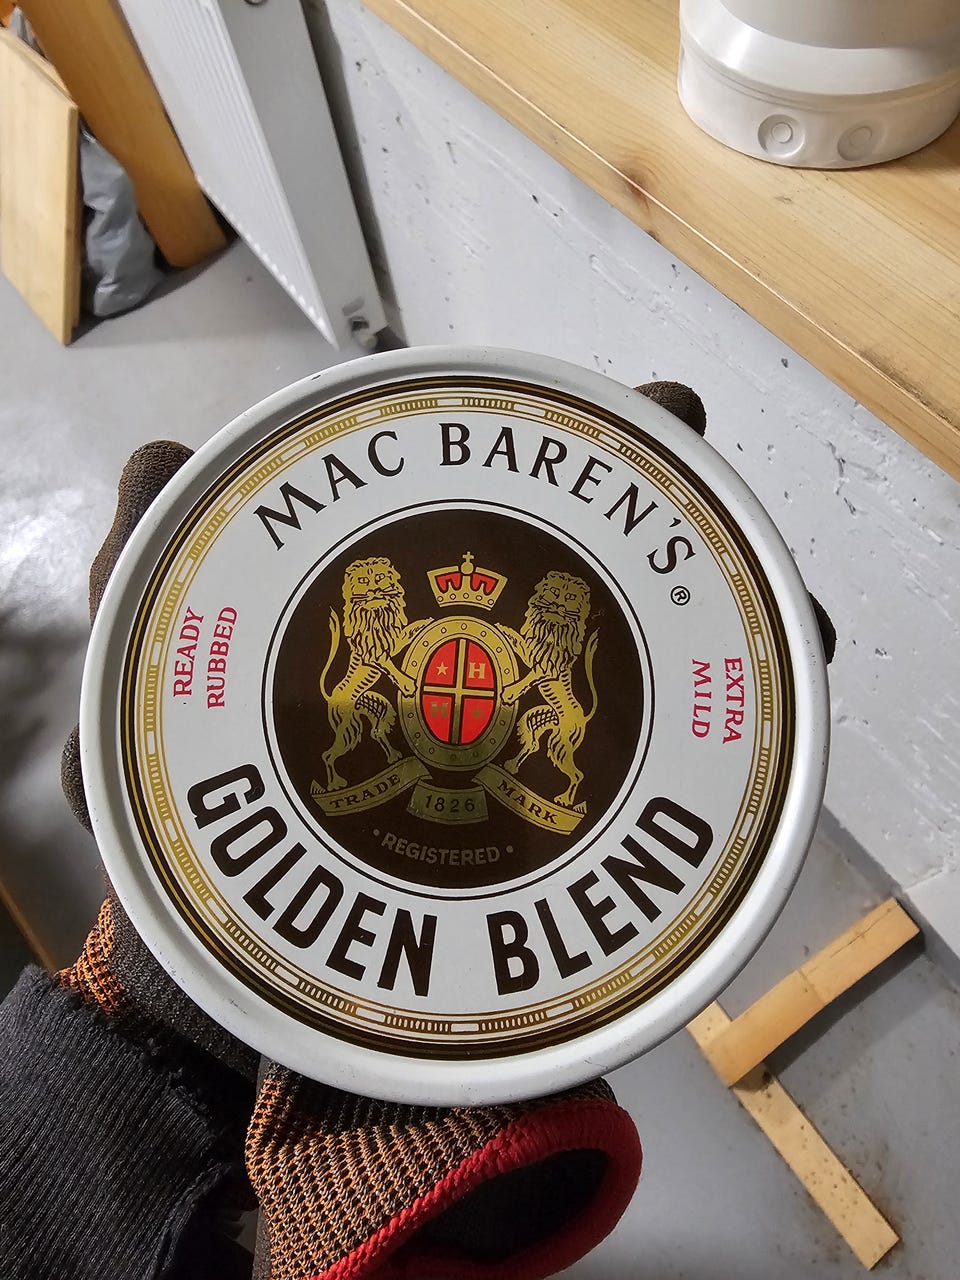 MAC BAREN'S®
READY
RUBBED
EXTRA
MILD
H
H
TRADE
1826
MARK
• REGISTERED •
GOLDEN BLEND